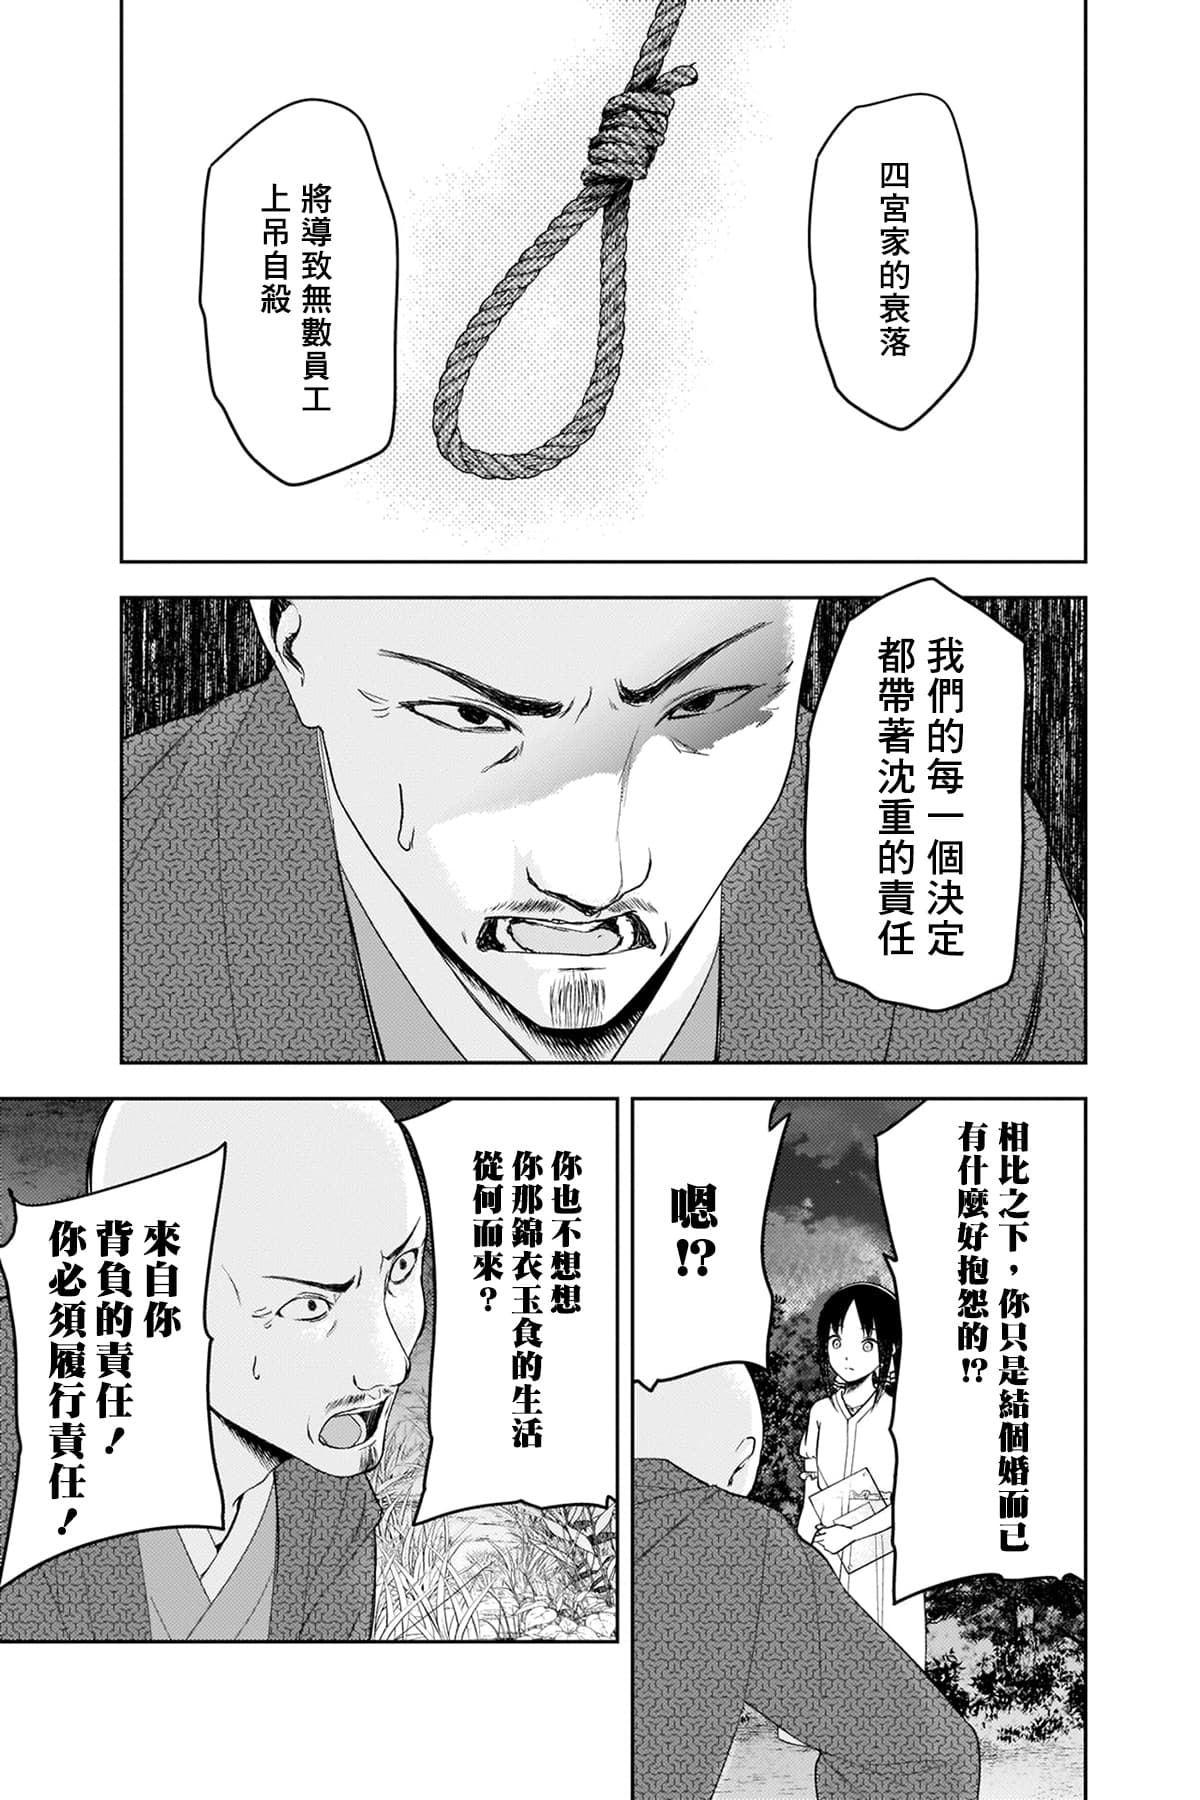 四宮家的衰落
將導致無數員工
上吊自殺
我們的每一個決定
都帶著沈重的責任
相比之下，你只是結個婚而已
有什麼好抱怨的!?
嗯!?
你也不想想
你那錦衣玉食的生活
從何而來？
來自你
背負的責任！
你必須履行責任！